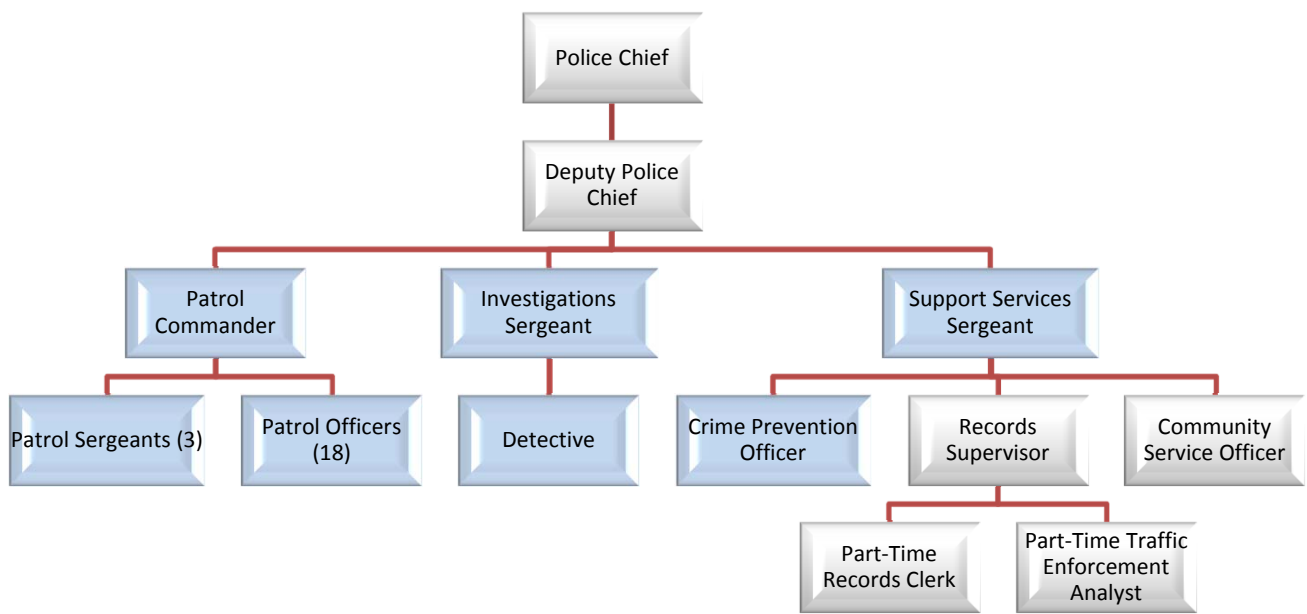 Police Chief
Deputy Police
Chief
Patrol
Commander
Investigations
Sergeant
Support Services
Sergeant
Patrol Sergeants (3)
Patrol Officers
(18)
Detective
Crime Prevention
Officer
Records
Supervisor
Community
Service Officer
Part-Time
Records Clerk
Part-Time Traffic
Enforcement
Analyst